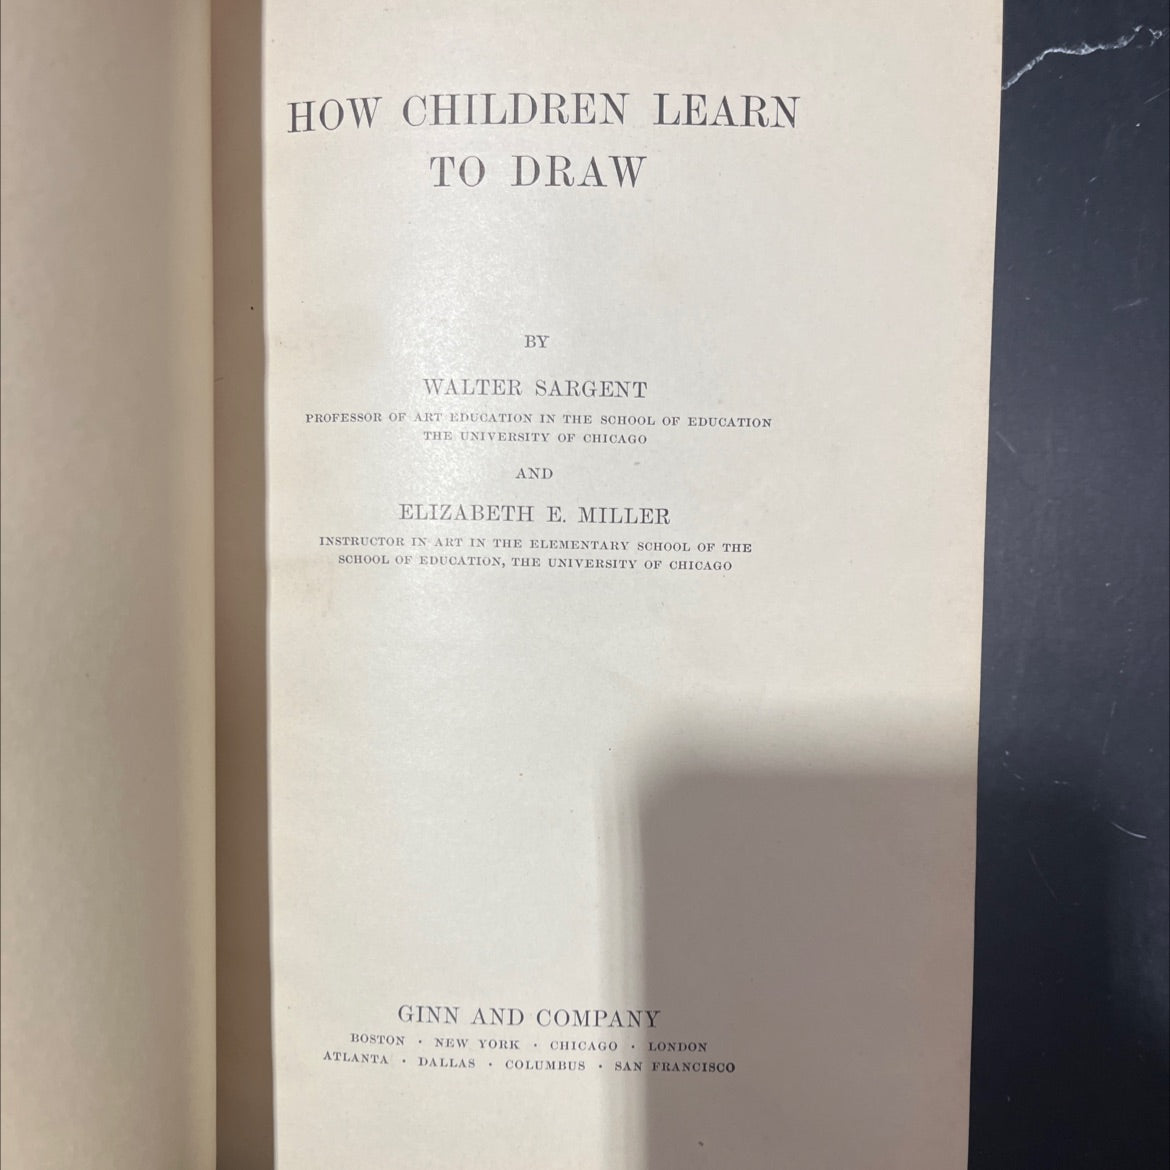 HOW CHILDREN LEARN
TO DRAW
BY
WALTER SARGENT
PROFESSOR OF ART EDUCATION IN THE SCHOOL OF EDUCATION
THE UNIVERSITY OF CHICAGO
AND
ELIZABETH E. MILLER
INSTRUCTOR IN ART IN THE ELEMENTARY SCHOOL OF THE
SCHOOL OF EDUCATION, THE UNIVERSITY OF CHICAGO
GINN AND COMPANY
BOSTON · NEW YORK · CHICAGO · LONDON
ATLANTA · DALLAS · COLUMBUS · SAN FRANCISCO